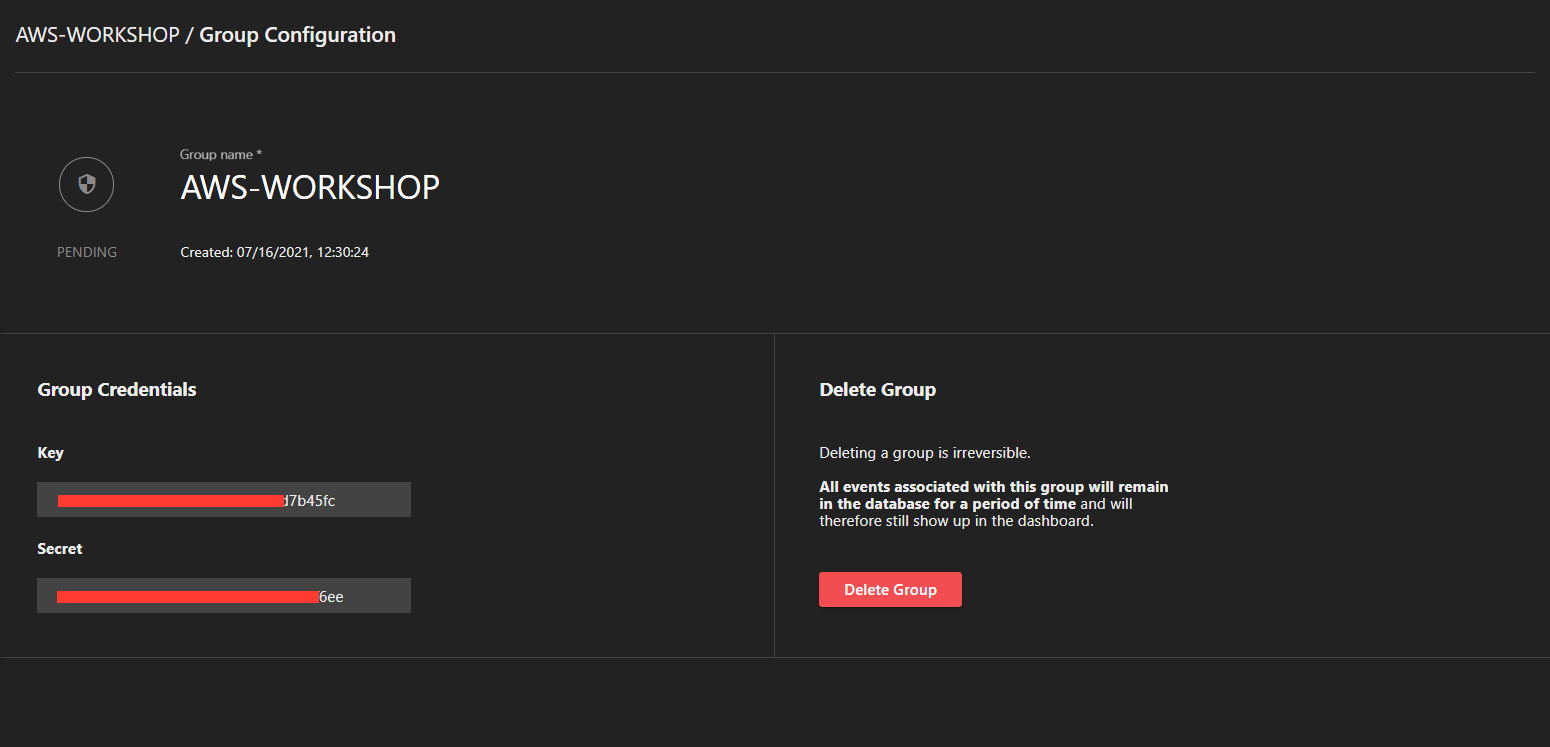 AWS-WORKSHOP / Group Configuration
Group name *
AWS-WORKSHOP
PENDING
Created: 07/16/2021, 12:30:24
Group Credentials
Key
d7b45fc
Secret
6ee
Delete Group
Deleting a group is irreversible.
All events associated with this group will remain
in the database for a period of time and will
therefore still show up in the dashboard.
Delete Group